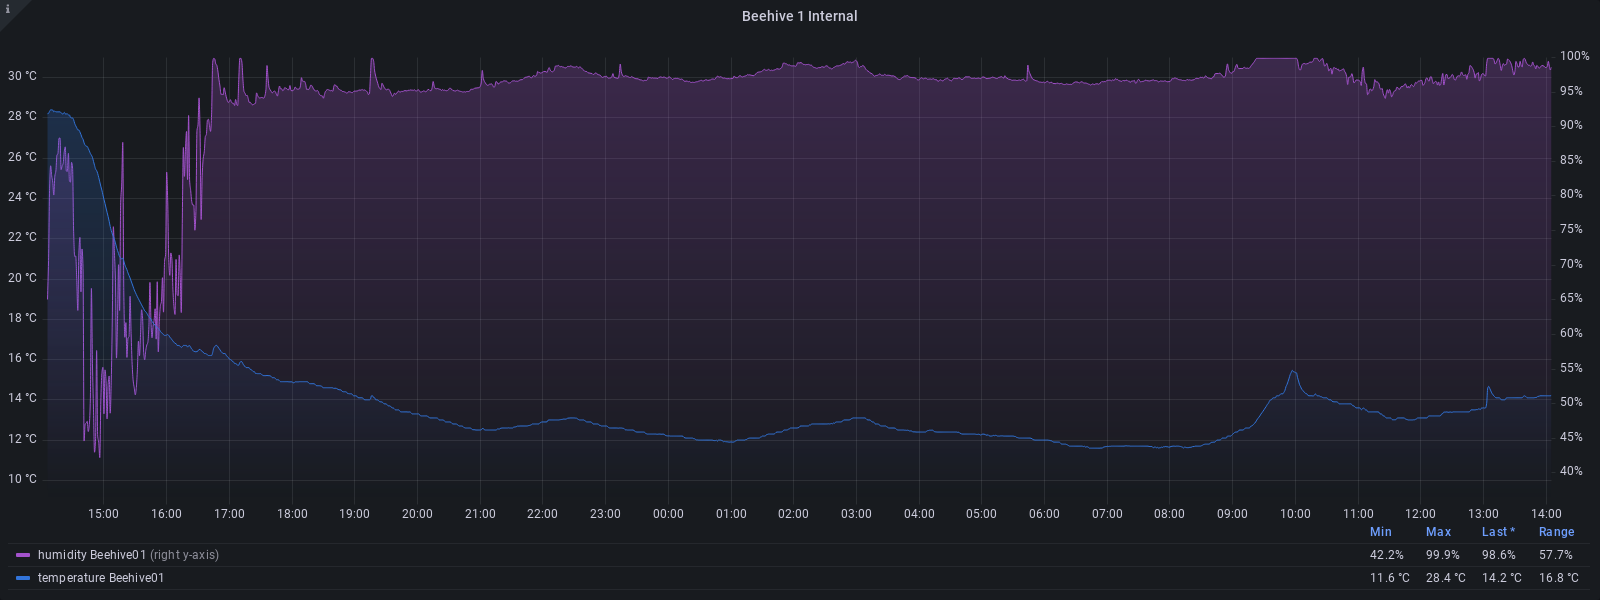 i
Beehive 1 Internal
30 °C
28 °C
26 °C
24 °C
22 °C
20 °C
18 °C
16 °C
14 °C
12 °C
10 °C
100%
95%
90%
85%
80%
75%
70%
65%
60%
55%
50%
45%
40%
15:00 16:00 17:00 18:00 19:00 20:00 21:00 22:00 23:00 00:00 01:00 02:00 03:00 04:00 05:00 06:00 07:00 08:00 09:00 10:00 11:00 12:00 13:00 14:00
Min Max Last * Range
humidity Beehive01 (right y-axis) 42.2% 99.9% 98.6% 57.7%
temperature Beehive01 11.6 °C 28.4 °C 14.2 °C 16.8 °C